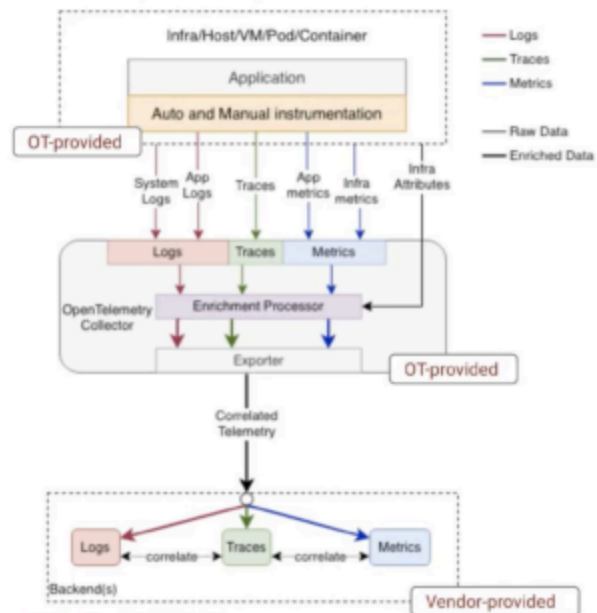 Infra/Host/VM/Pod/Container
Application
Auto and Manual instrumentation
OT-provided
Logs
Traces
Metrics
Raw Data
Enriched Data
System
Logs
App
Logs
Traces
App
metrics
Infra
metrics
Infra
Attributes
Logs
Traces
Metrics
OpenTelemetry
Collector
Enrichment Processor
Exporter
OT-provided
Correlated
Telemetry
Logs
correlate
Traces
correlate
Metrics
Backend(s)
Vendor-provided